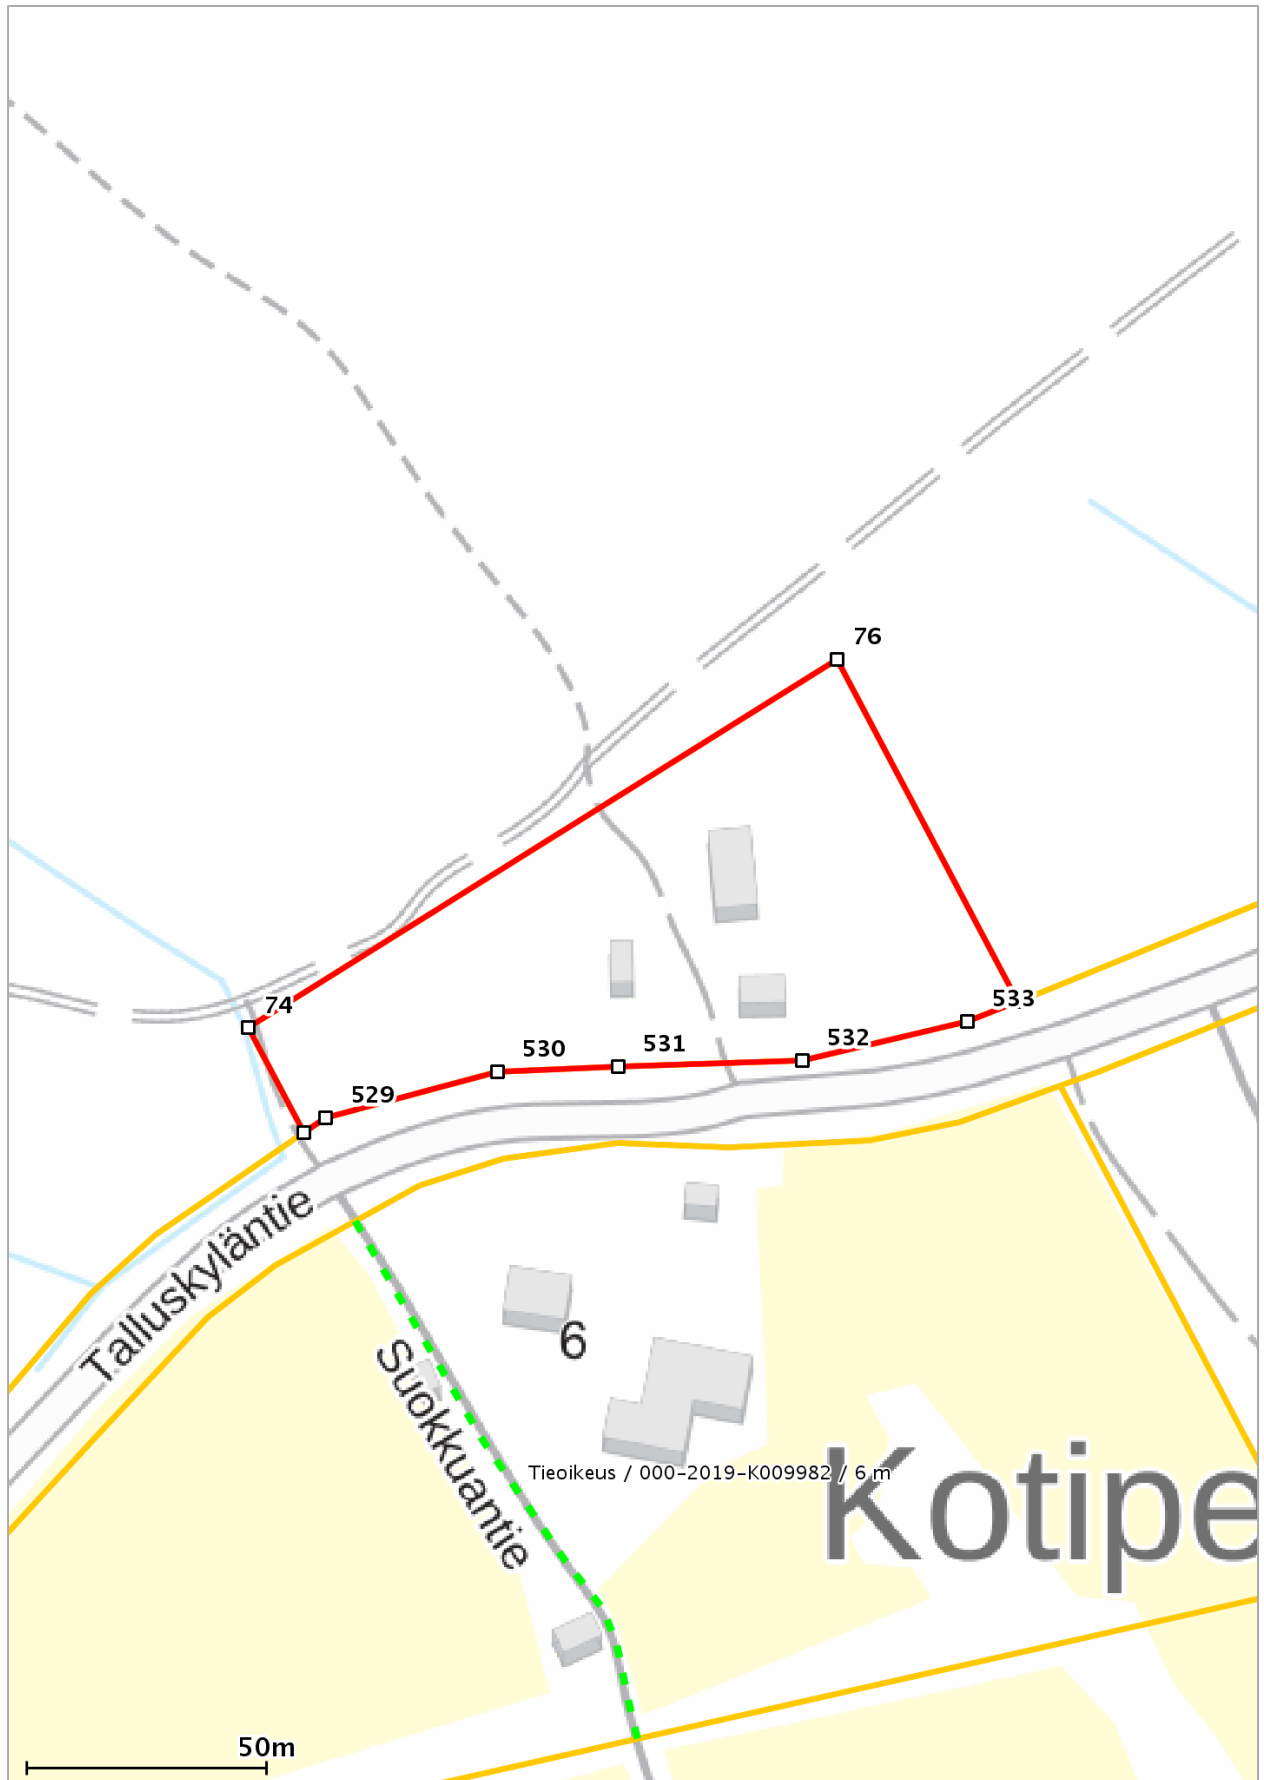 76
74
533
532
531
530
529
Talluskyläntie
6
Suokkuantie
Tieoikeus / 000-2019-K009982 / 6 m
Kotipe
50m